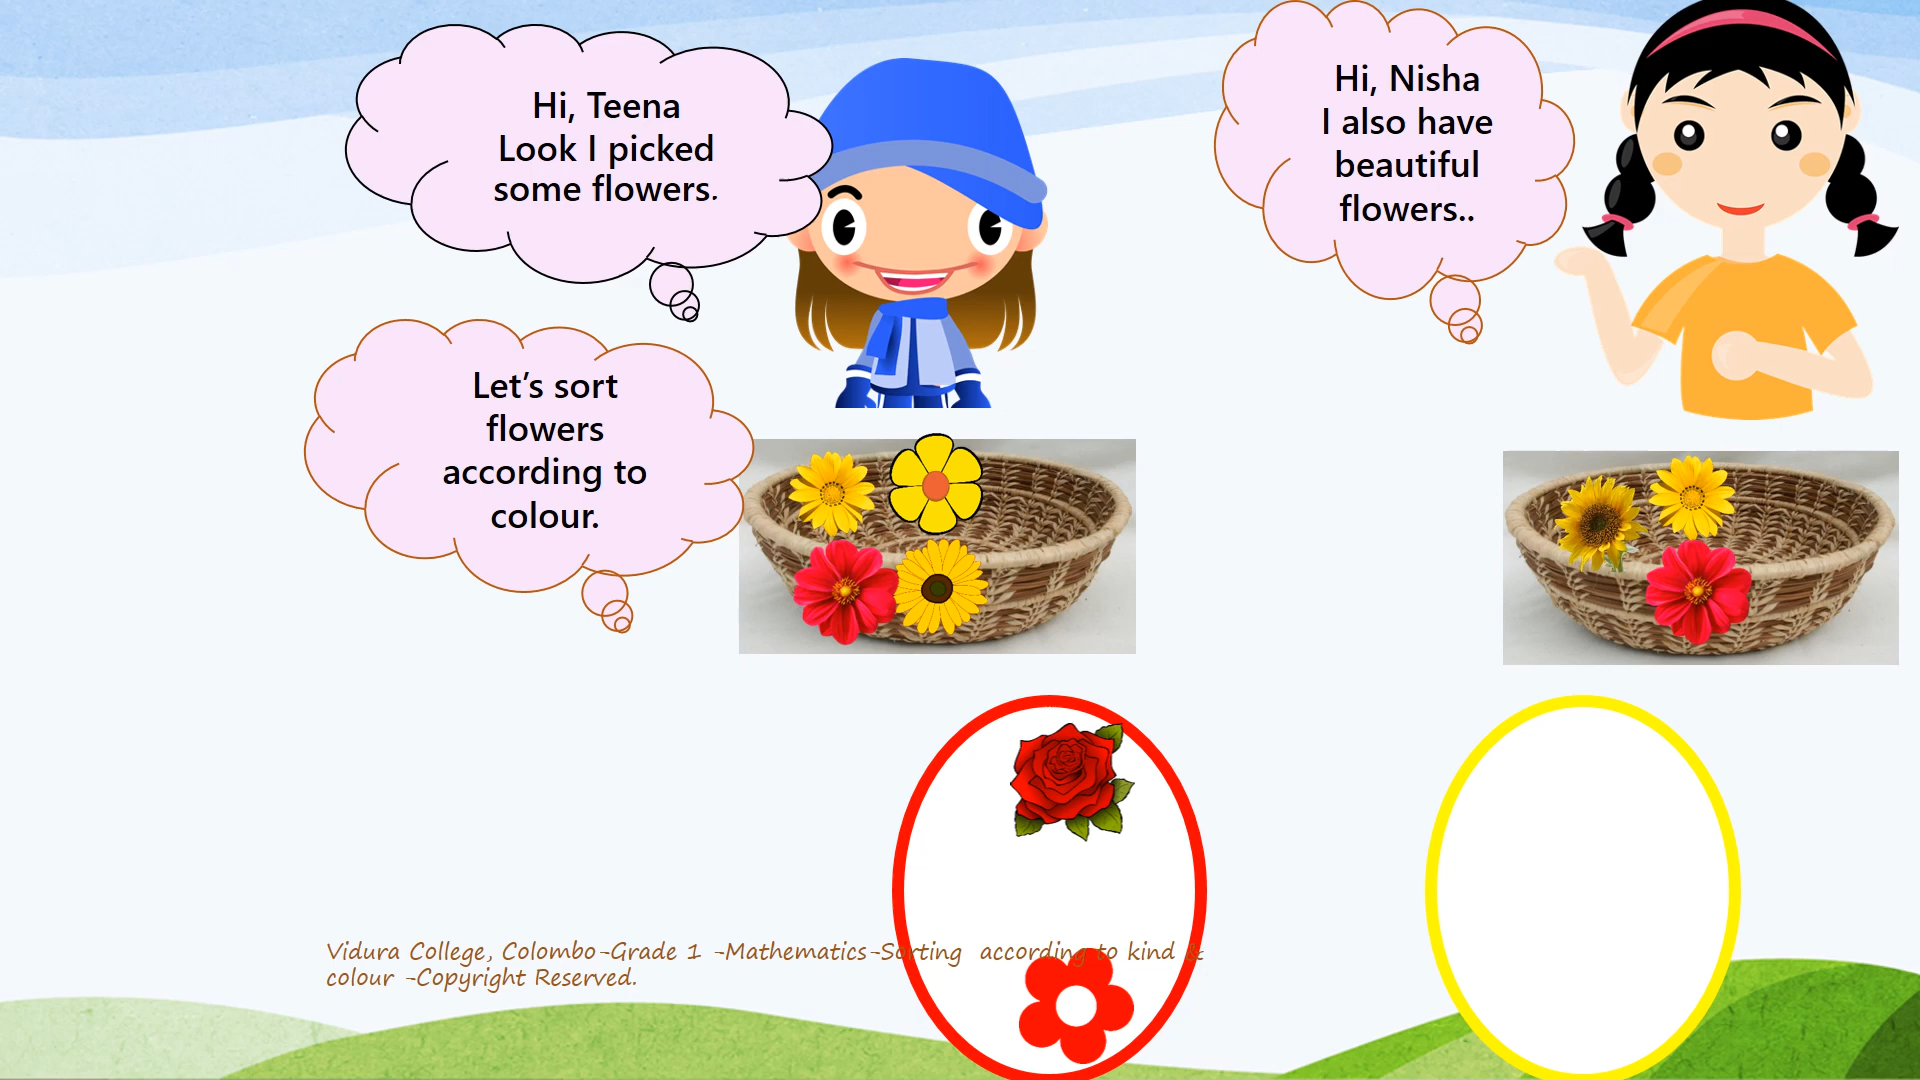 Hi, Teena
Look I picked
some flowers.
Hi, Nisha
I also have
beautiful
flowers..
Let's sort
flowers
according to
colour.
Vidura College, Colombo-Grade 1 -Mathematics-Sorting according to kind &
colour -Copyright Reserved.